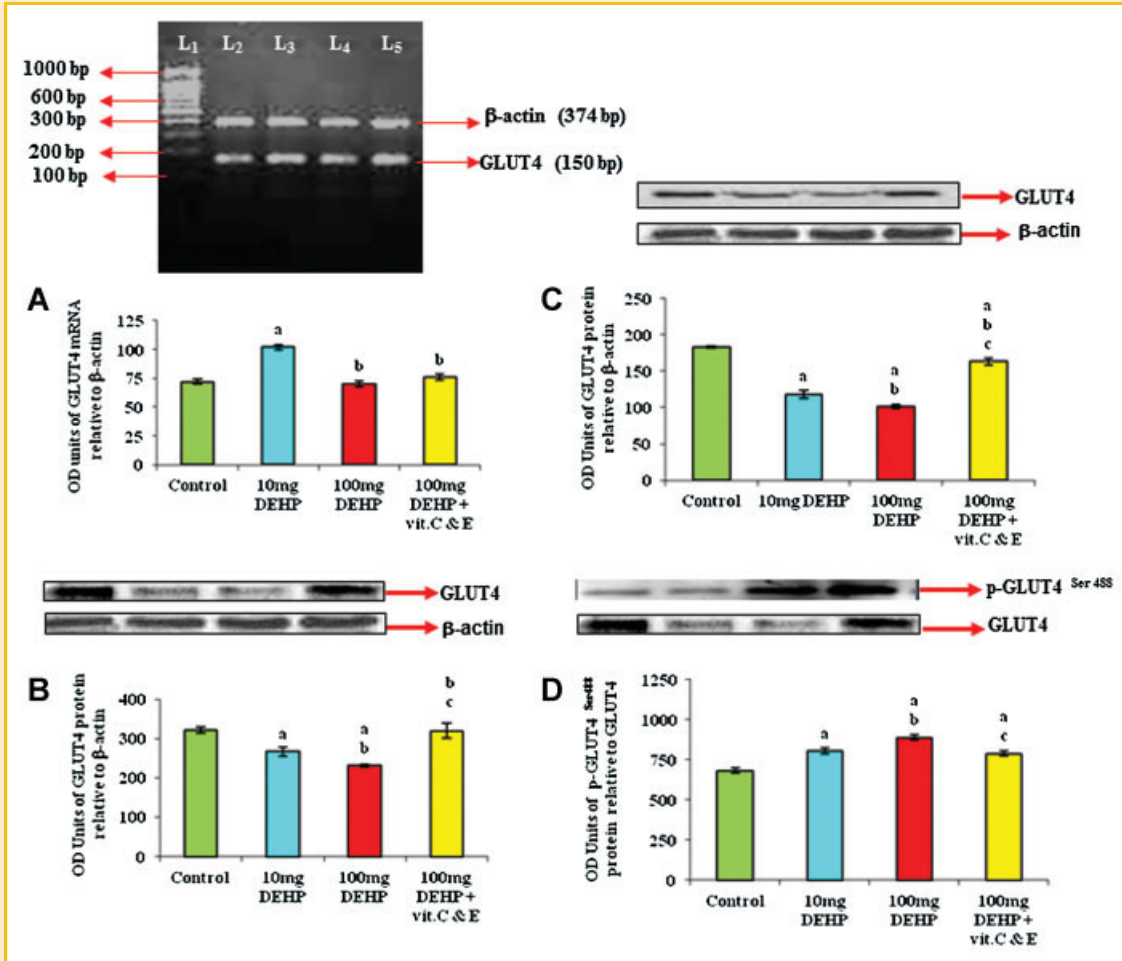 L1 L2 L3 L4 L5
1000 bp
600 bp
300 bp
200 bp
100 bp
β-actin (374 bp)
GLUT4 (150 bp)
GLUT4
β-actin
A
OD units of GLUT4 mRNA
relative to β-actin
125
100
75
50
25
0
a
b
b
Control
10mg
DEHP
100mg
DEHP
100mg
DEHP +
vit.C & E
C
OD Units of GLUT4 protein
relative to β-actin
250
200
150
100
50
0
a
a
b
a
b
c
Control
10mg DEHP
100mg
DEHP
100mg
DEHP +
vit.C & E
GLUT4
β-actin
B
OD Units of GLUT4 protein
relative to β-actin
400
300
200
100
0
a
a
b
b
c
Control
10mg
DEHP
100mg
DEHP
100mg
DEHP +
vit.C & E
p-GLUT4 Ser 488
GLUT4
D
OD Units of p-GLUT4 Ser488
protein relative to GLUT4
1250
1000
750
500
250
0
a
a
b
a
c
Control
10mg
DEHP
100mg
DEHP
100mg
DEHP +
vit.C & E